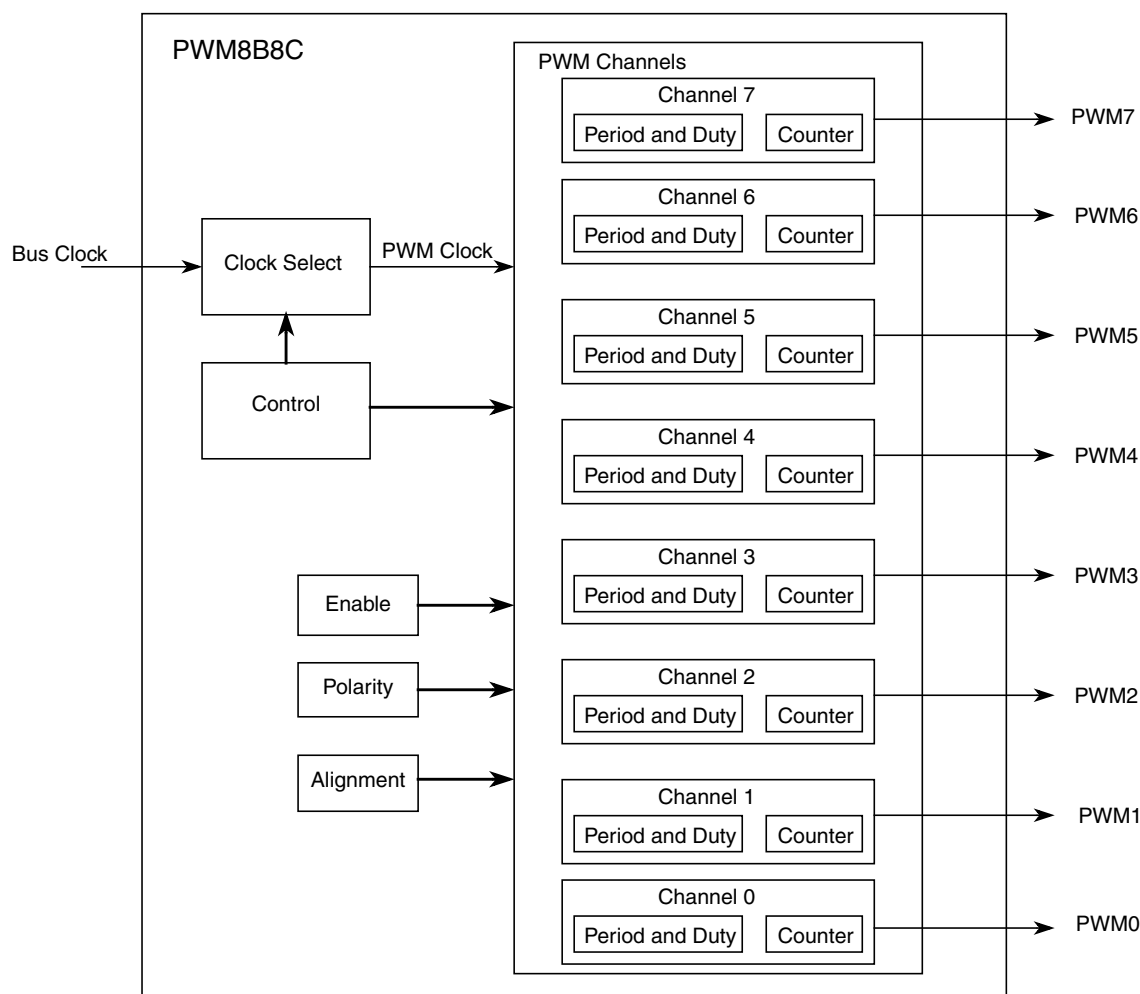 PWM8B8C
PWM Channels
Channel 7
Period and Duty
Counter
PWM7
Channel 6
Period and Duty
Counter
PWM6
Bus Clock
Clock Select
PWM Clock
Channel 5
Period and Duty
Counter
PWM5
Control
Channel 4
Period and Duty
Counter
PWM4
Channel 3
Period and Duty
Counter
PWM3
Enable
Polarity
Channel 2
Period and Duty
Counter
PWM2
Alignment
Channel 1
Period and Duty
Counter
PWM1
Channel 0
Period and Duty
Counter
PWM0